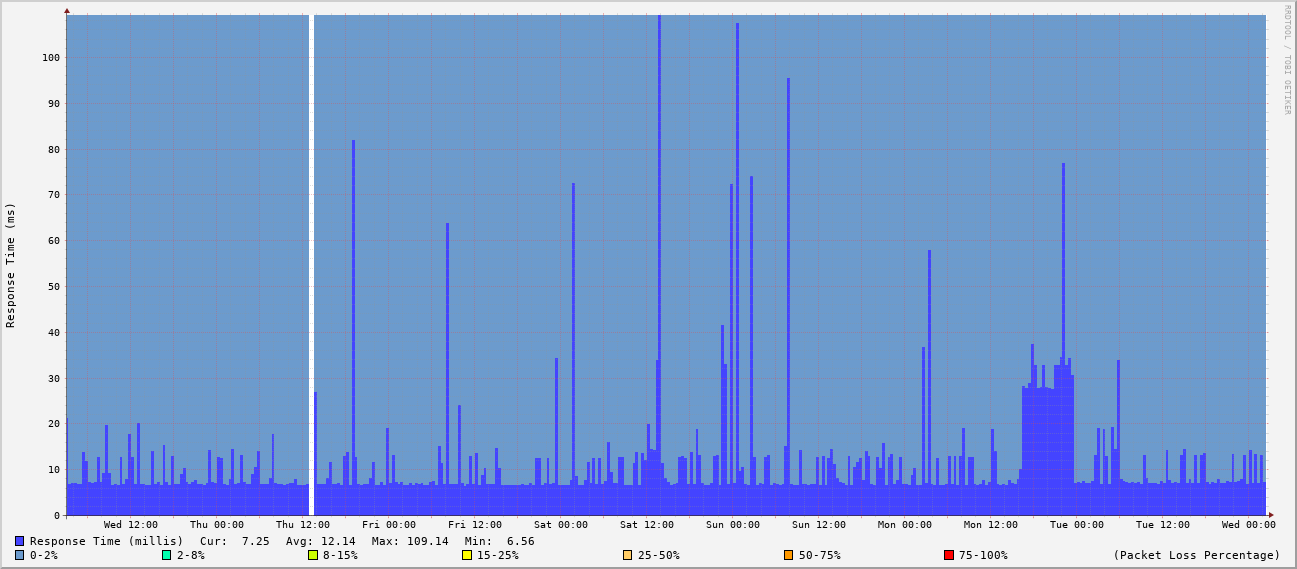 RRDTOOL / TOBI OETIKER
Response Time (ms)
100
90
80
70
60
50
40
30
20
10
0
Wed 12:00 Thu 00:00 Thu 12:00 Fri 00:00 Fri 12:00 Sat 00:00 Sat 12:00 Sun 00:00 Sun 12:00 Mon 00:00 Mon 12:00 Tue 00:00 Tue 12:00 Wed 00:00
Response Time (millis) Cur: 7.25 Avg: 12.14 Max: 109.14 Min: 6.56
0-2% 2-8% 8-15% 15-25% 25-50% 50-75% 75-100% (Packet Loss Percentage)